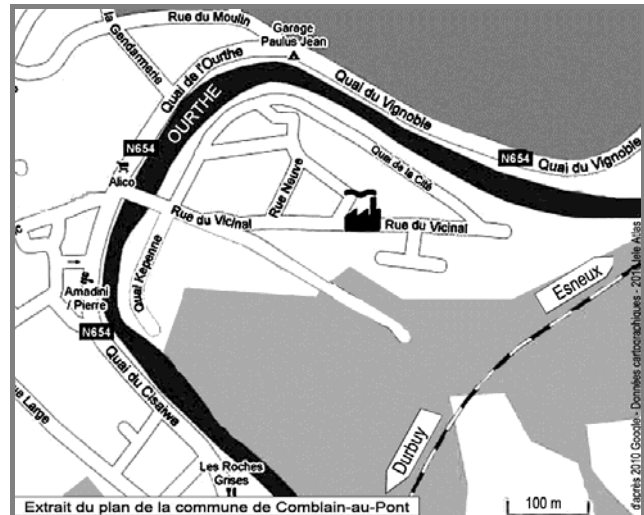 la Gendarmerie
Rue du Moulin
Garage
Paulus Jean
Quai de l'Ourthe
Quai du Vignoble
OURTHE
N654
N654
Quai du Vignoble
Alico
Quai de la Cité
Rue Neuve
Rue du Vicinal
Rue du Vicinal
Quai Kepenne
Amadini
/ Pierre
Esneux
N654
Quai du Cisalwe
ue Large
Durbuy
Les Roches
Grises
Extrait du plan de la commune de Comblain-au-Pont
100 m
d'après 2010 Google - Données cartographiques - 2010 Tele Atlas